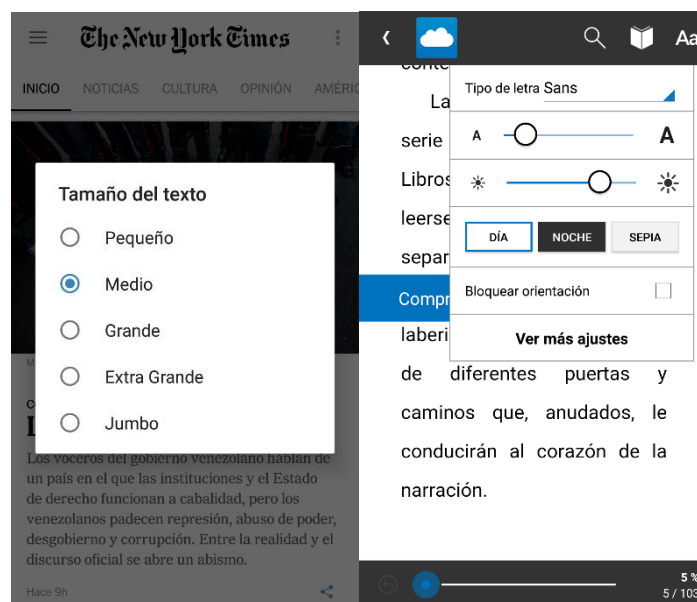 The New York Times
INICIO NOTICIAS CULTURA OPINIÓN AMÉRIC
Tamaño del texto
Pequeño
Medio
Grande
Extra Grande
Jumbo
Los voceros del gobierno venezolano hablan de
un país en el que las instituciones y el Estado
de derecho funcionan a cabalidad, pero los
venezolanos padecen represión, abuso de poder,
desgobierno y corrupción. Entre la realidad y el
discurso oficial se abre un abismo.
Hace 9h
Aa
La
serie
Libros
leerse
separ
Compr
laberi
Tipo de letra Sans
A A
DÍA NOCHE SEPIA
Bloquear orientación
Ver más ajustes
de diferentes puertas y
caminos que, anudados, le
conducirán al corazón de la
narración.
5 %
5 / 103